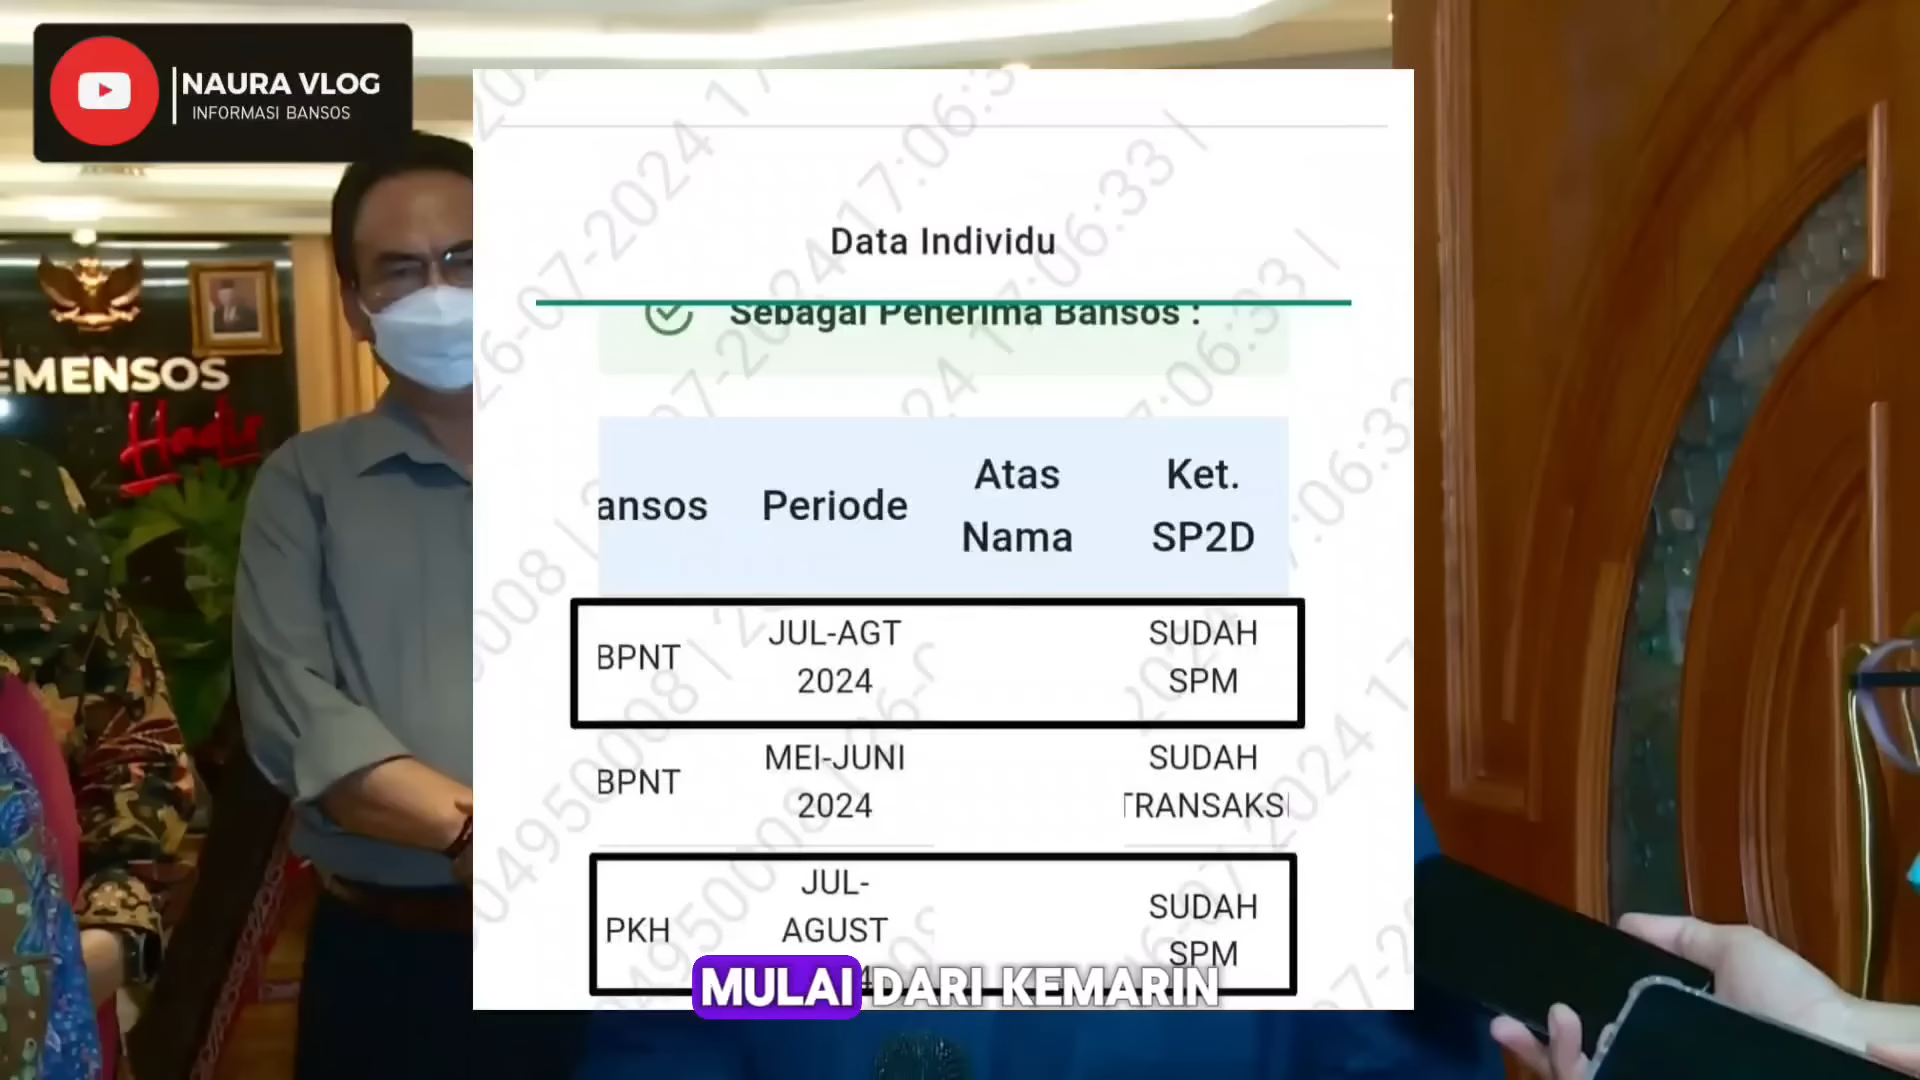 NAURA VLOG
INFORMASI BANSOS
EMENSOS
Hadir
Data Individu
Sebagai Penerima Bansos :
ansos Periode Atas Nama Ket. SP2D
BPNT JUL-AGT 2024 SUDAH SPM
BPNT MEI-JUNI 2024 SUDAH TRANSAKSI
PKH JUL-AGUST SUDAH SPM
MULAI DARI KEMARIN